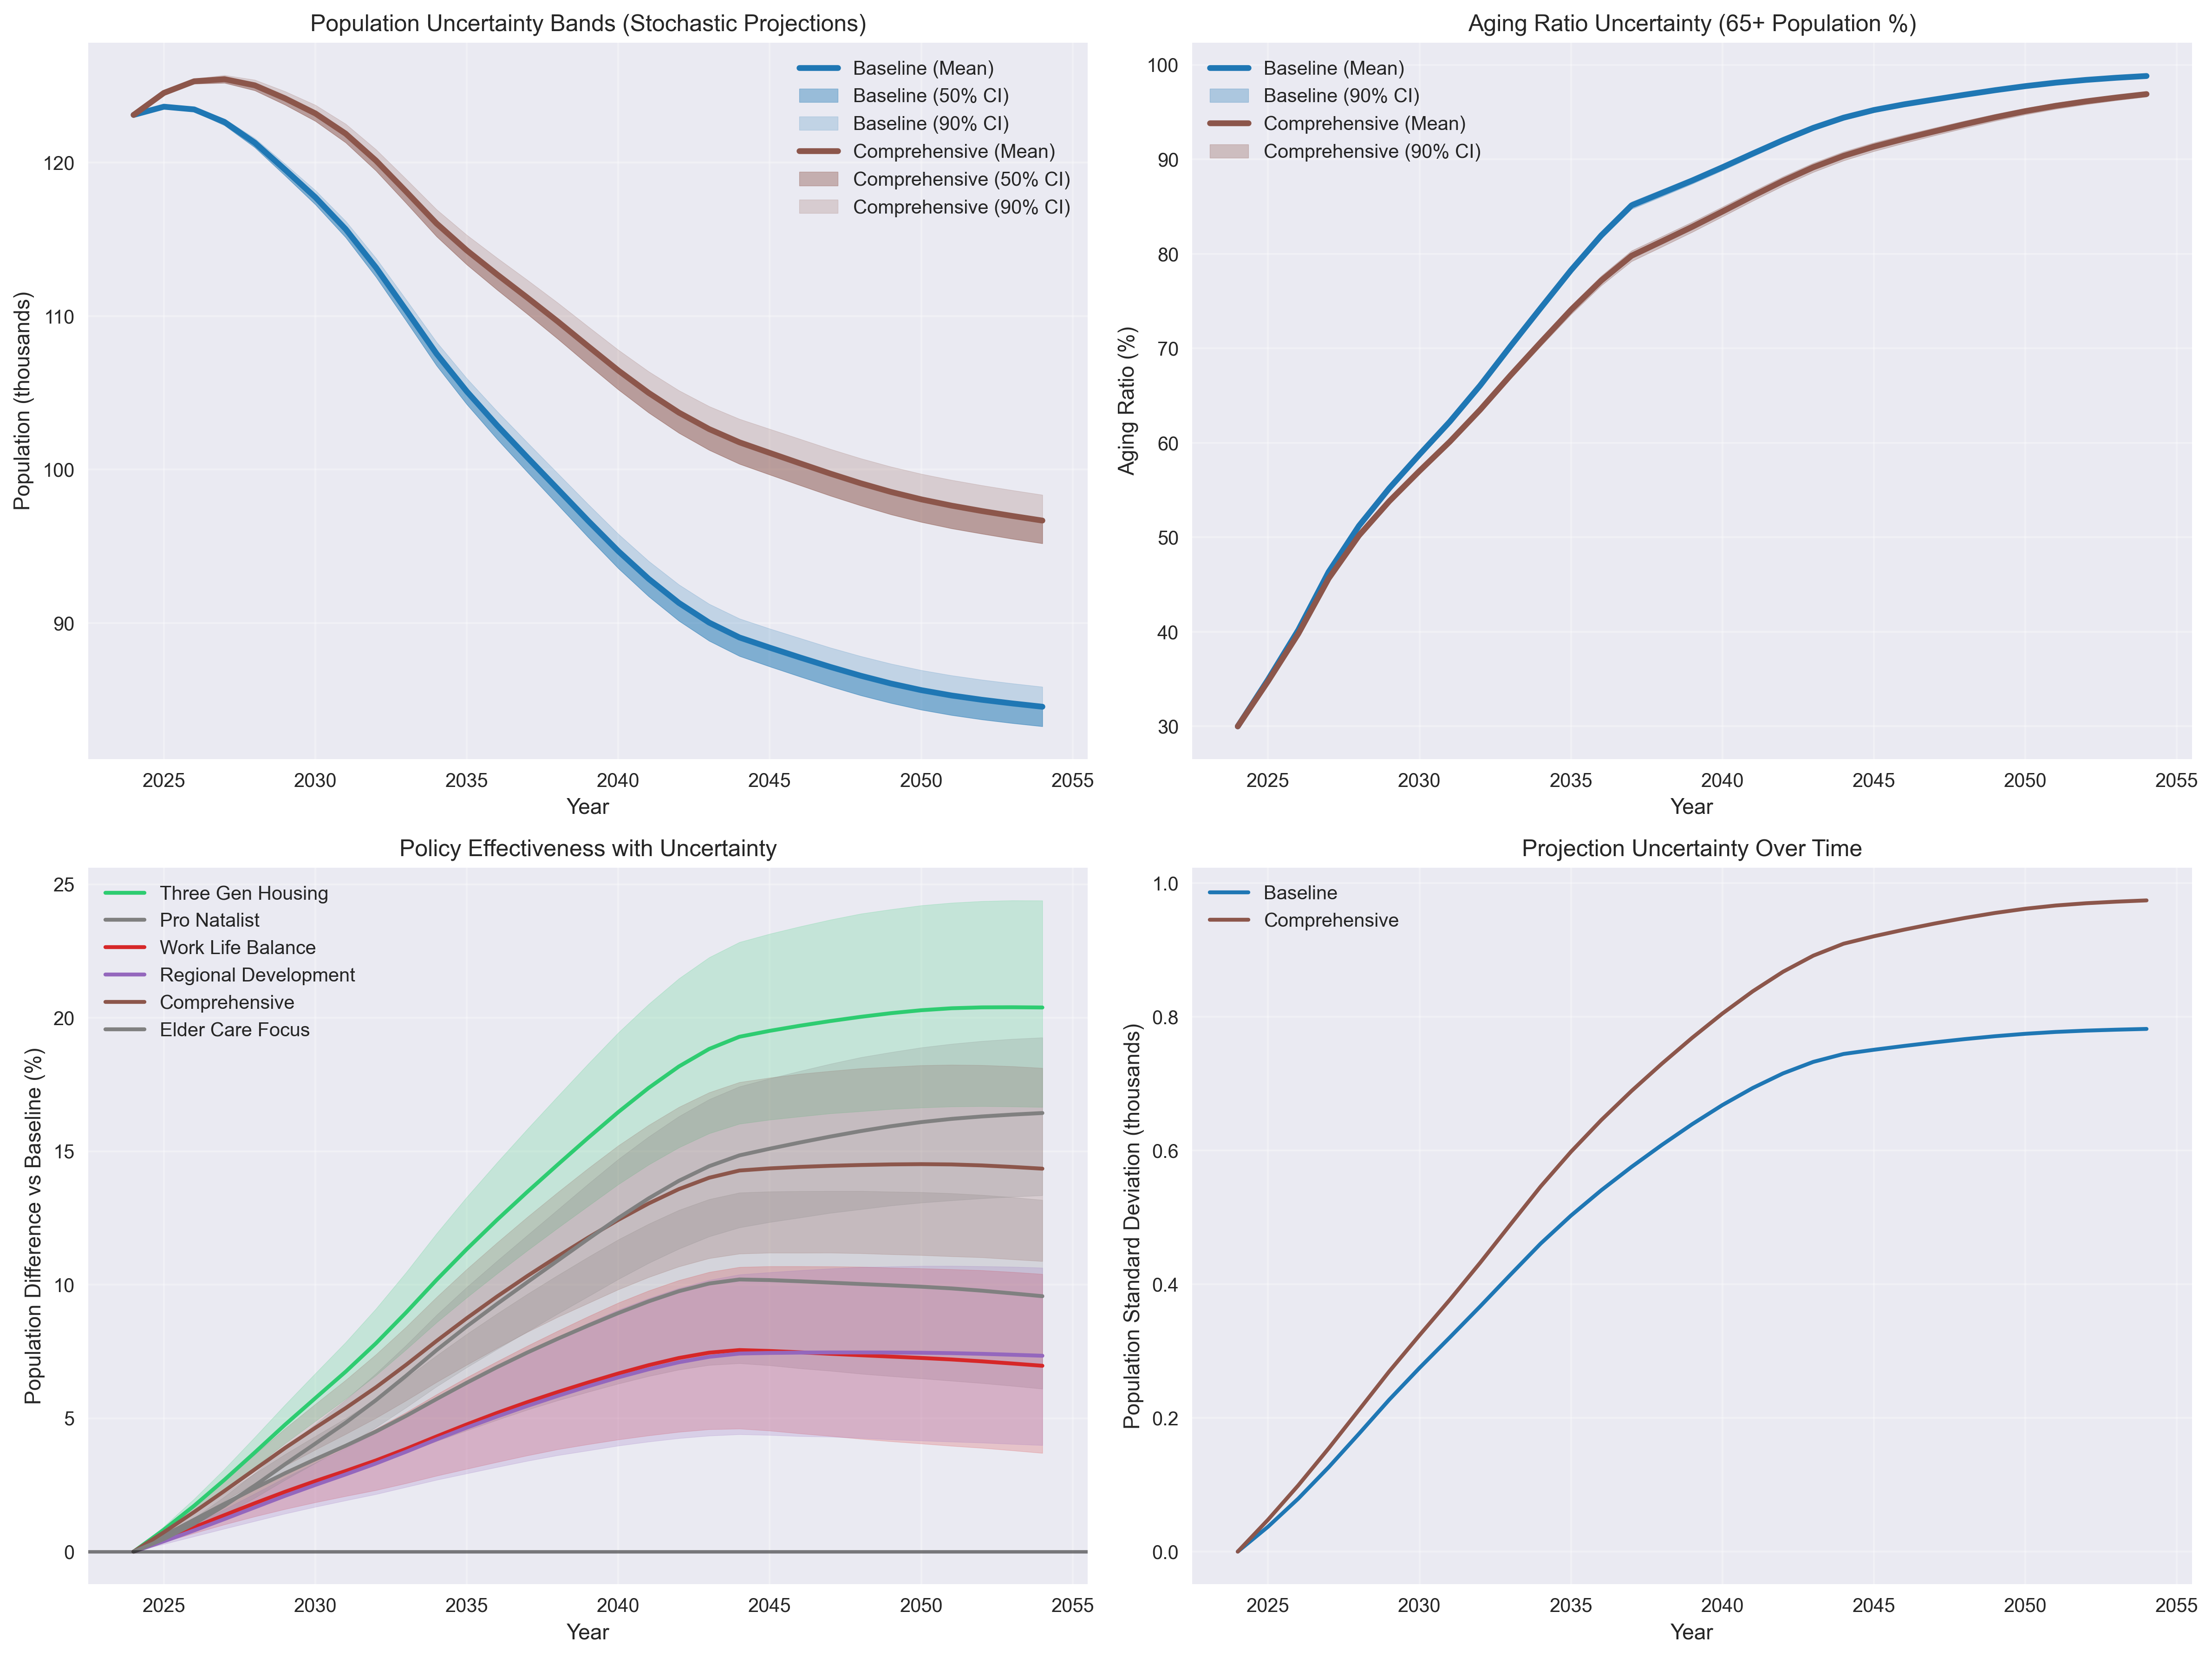 Population Uncertainty Bands (Stochastic Projections)
Population (thousands)
120
110
100
90
Baseline (Mean)
Baseline (50% CI)
Baseline (90% CI)
Comprehensive (Mean)
Comprehensive (50% CI)
Comprehensive (90% CI)
2025 2030 2035 2040 2045 2050 2055
Year
Aging Ratio Uncertainty (65+ Population %)
Aging Ratio (%)
100
90
80
70
60
50
40
30
Baseline (Mean)
Baseline (90% CI)
Comprehensive (Mean)
Comprehensive (90% CI)
2025 2030 2035 2040 2045 2050 2055
Year
Policy Effectiveness with Uncertainty
Population Difference vs Baseline (%)
25
20
15
10
5
0
Three Gen Housing
Pro Natalist
Work Life Balance
Regional Development
Comprehensive
Elder Care Focus
2025 2030 2035 2040 2045 2050 2055
Year
Projection Uncertainty Over Time
Population Standard Deviation (thousands)
1.0
0.8
0.6
0.4
0.2
0.0
Baseline
Comprehensive
2025 2030 2035 2040 2045 2050 2055
Year